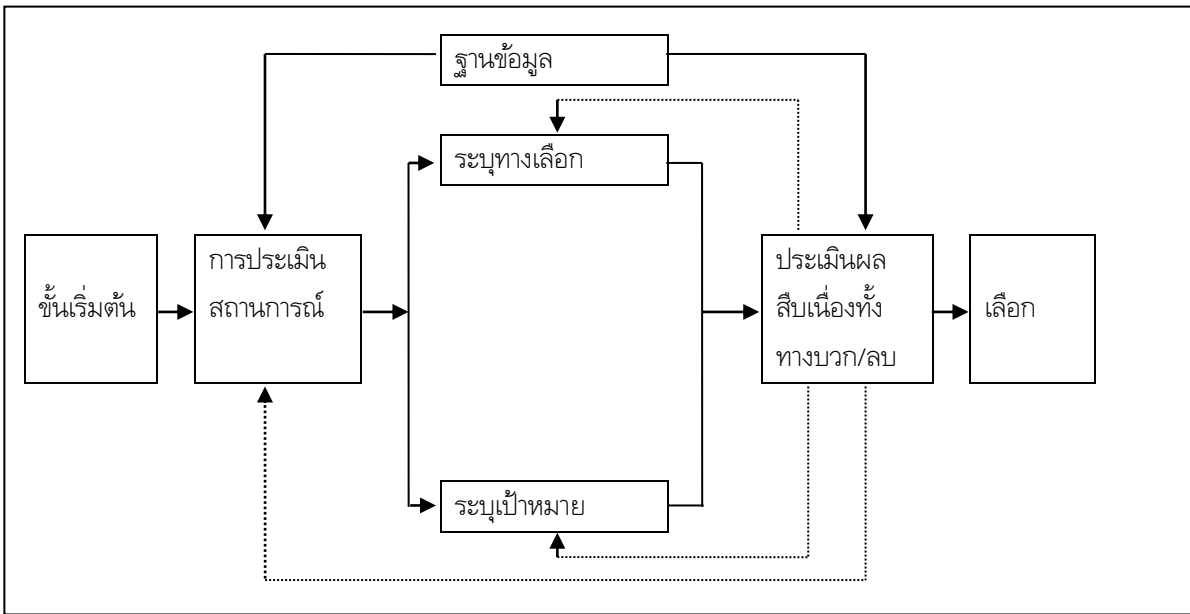 ฐานข้อมูล
ระบุทางเลือก
ขั้นเริ่มต้น
การประเมิน
สถานการณ์
ประเมินผล
สืบเนื่องทั้ง
ทางบวก/ลบ
เลือก
ระบุเป้าหมาย